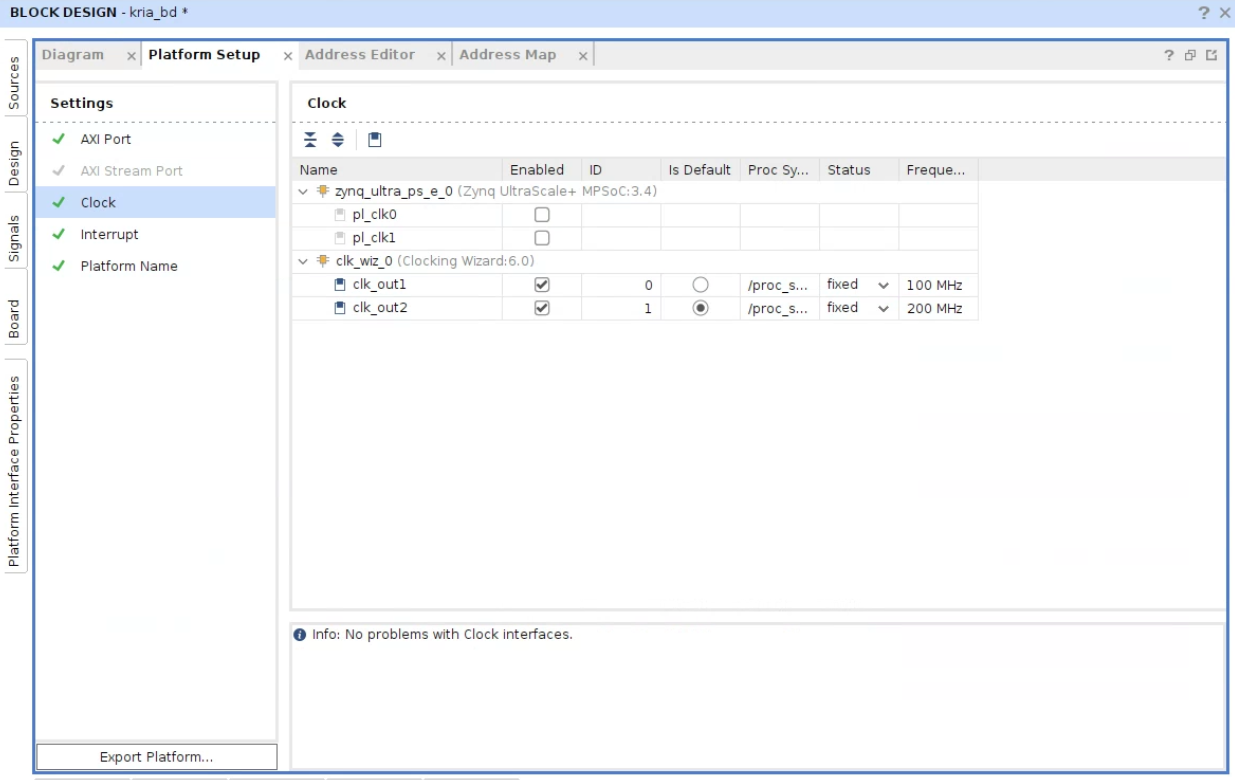 BLOCK DESIGN - kria_bd *
Diagram Platform Setup Address Editor Address Map
Sources
Design
Signals
Board
Platform Interface Properties
Settings
AXI Port
AXI Stream Port
Clock
Interrupt
Platform Name
Export Platform...
Clock
Name Enabled ID Is Default Proc Sy... Status Freque...
zynq_ultra_ps_e_0 (Zynq UltraScale+ MPSoC:3.4)
pl_clk0
pl_clk1
clk_wiz_0 (Clocking Wizard:6.0)
clk_out1 0 /proc_s... fixed 100 MHz
clk_out2 1 /proc_s... fixed 200 MHz
Info: No problems with Clock interfaces.